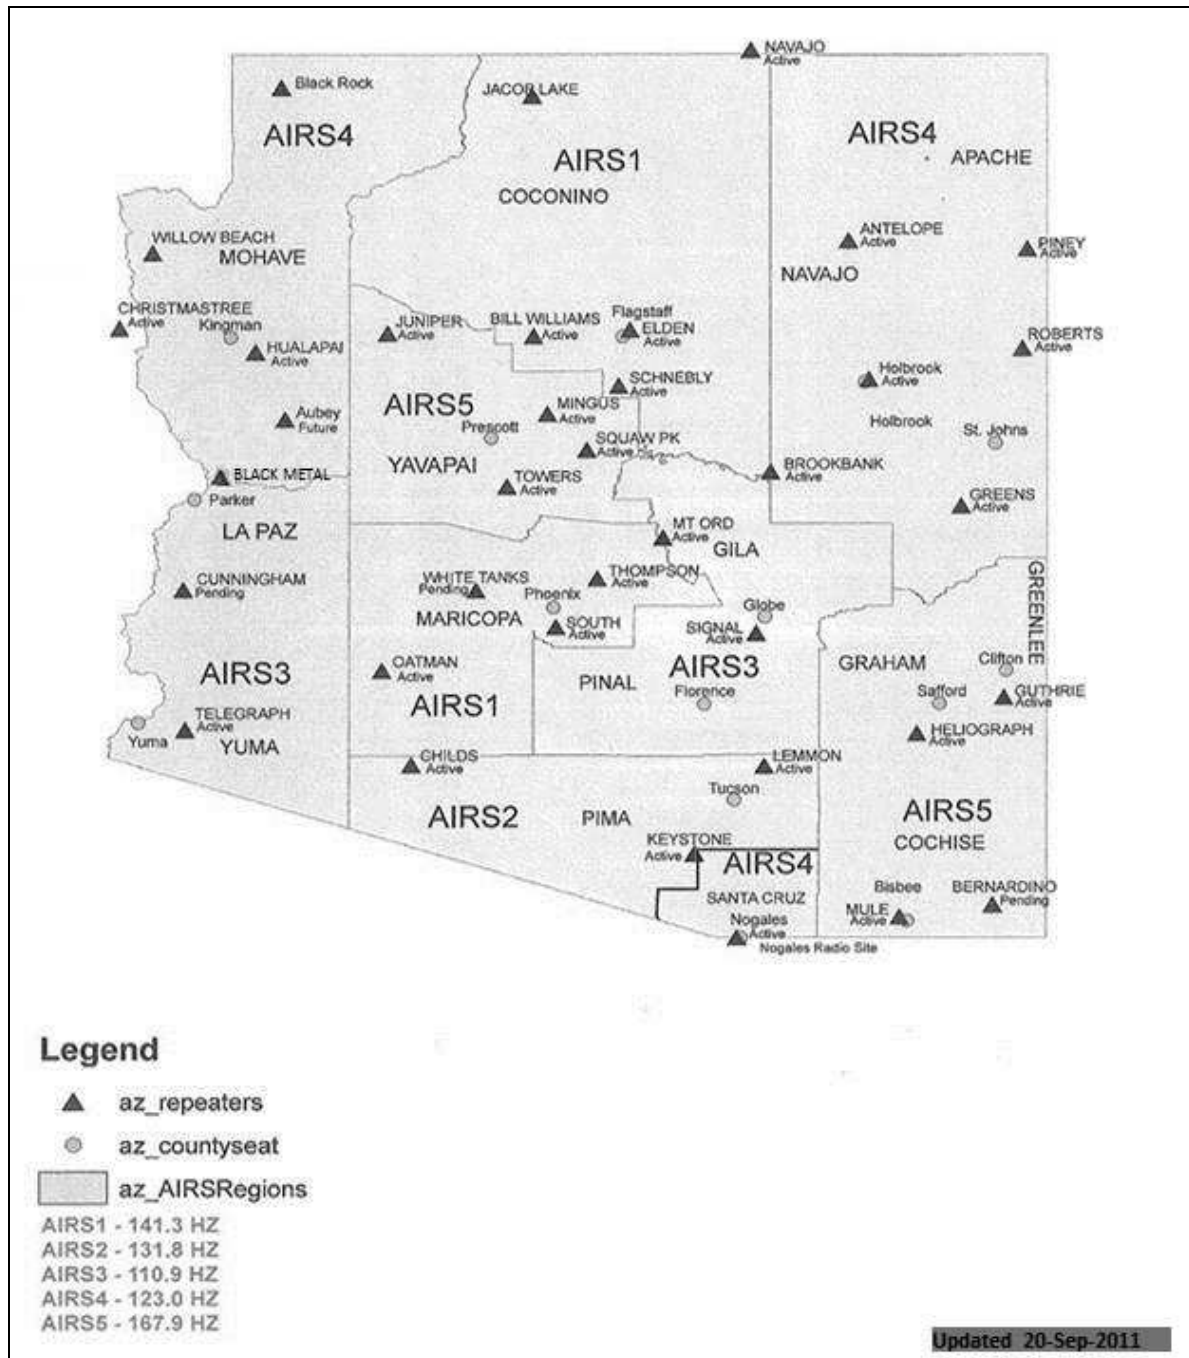 NAVAJO
Active
Black Rock
JACOB LAKE
AIRS4
AIRS1
AIRS4
APACHE
COCONINO
WILLOW BEACH
MOHAVE
ANTELOPE
Active
PINEY
Active
NAVAJO
CHRISTMASTREE
Active
Kingman
HUALAPAI
Active
JUNIPER
Active
BILL WILLIAMS
Active
Flagstaff
ELDEN
Active
ROBERTS
Active
SCHNEBLY
Active
Holbrook
Active
Aubey
Future
AIRS5
MINGUS
Active
Prescott
Holbrook
St. Johns
SQUAW PK
Active
YAVAPAI
BLACK METAL
TOWERS
Active
BROOKBANK
Active
GREENS
Active
Parker
LA PAZ
MT ORD
Active
GILA
CUNNINGHAM
Pending
WHITE TANKS
Pending
THOMPSON
Active
Phoenix
GREENLEE
MARICOPA
SOUTH
Active
Globe
SIGNAL
Active
AIRS3
OATMAN
Active
AIRS3
PINAL
Florence
GRAHAM
Clifton
Safford
GUTHRIE
Active
AIRS1
TELEGRAPH
Active
Yuma
YUMA
HELIOGRAPH
Active
CHILDS
Active
LEMMON
Active
Tucson
AIRS2
PIMA
AIRS5
COCHISE
KEYSTONE
Active
AIRS4
SANTA CRUZ
Bisbee
BERNARDINO
Pending
MULE
Active
Nogales
Active
Nogales Radio Site
Legend
az_repeaters
az_countyseat
az_AIRSRegions
AIRS1 - 141.3 HZ
AIRS2 - 131.8 HZ
AIRS3 - 110.9 HZ
AIRS4 - 123.0 HZ
AIRS5 - 167.9 HZ
Updated 20-Sep-2011